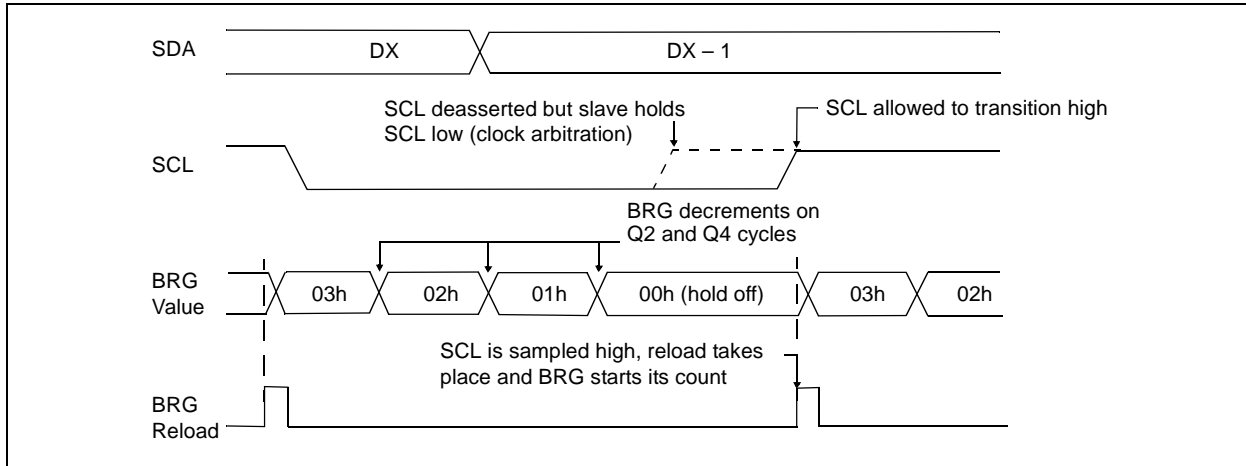 SDA
DX
DX – 1
SCL deasserted but slave holds
SCL low (clock arbitration)
SCL allowed to transition high
SCL
BRG decrements on
Q2 and Q4 cycles
BRG
Value
03h
02h
01h
00h (hold off)
03h
02h
SCL is sampled high, reload takes
place and BRG starts its count
BRG
Reload